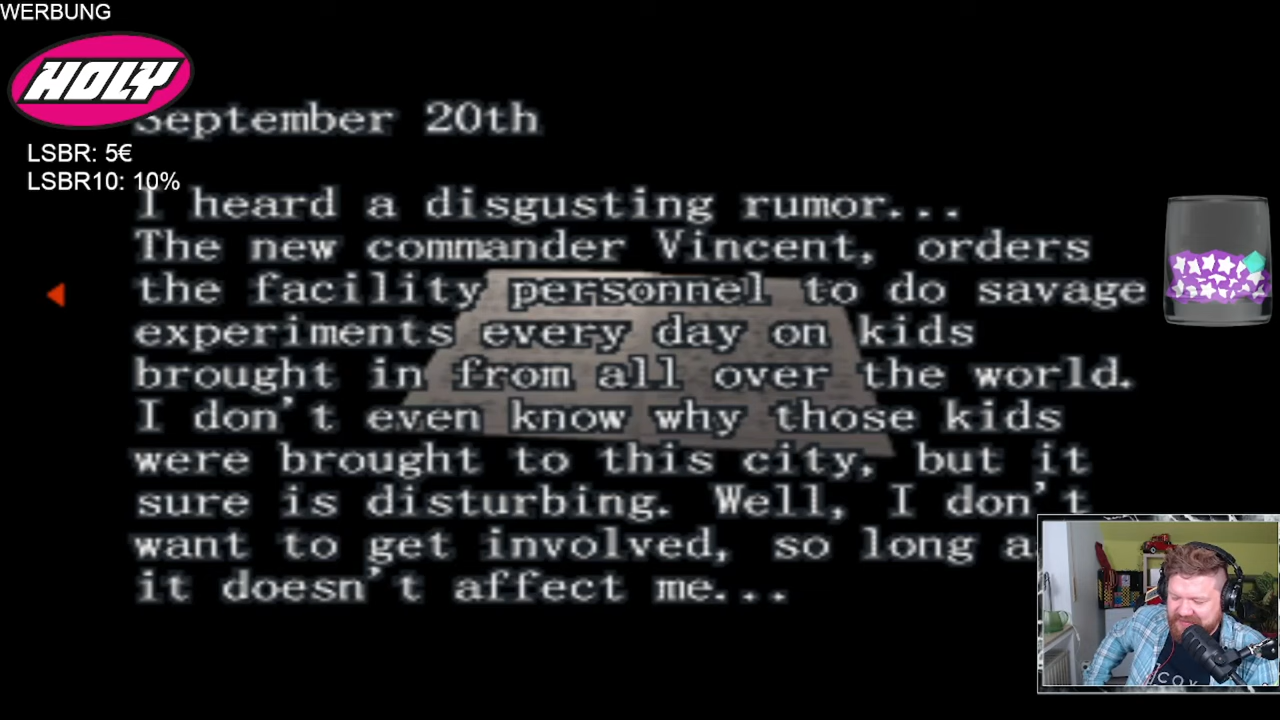 WERBUNG
HOLY
September 20th
LSBR: 5€
LSBR10: 10%
I heard a disgusting rumor...
The new commander Vincent, orders
the facility personnel to do savage
experiments every day on kids
brought in from all over the world.
I don't even know why those kids
were brought to this city, but it
sure is disturbing. Well, I don't
want to get involved, so long
it doesn't affect me...